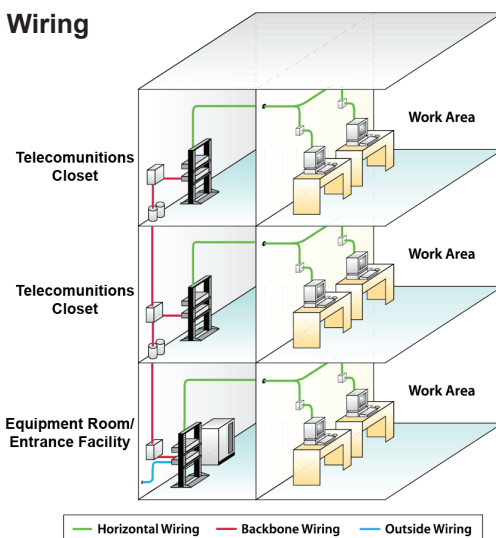 Wiring
Work Area
Telecomunitions
Closet
Work Area
Telecomunitions
Closet
Work Area
Equipment Room/
Entrance Facility
Horizontal Wiring
Backbone Wiring
Outside Wiring